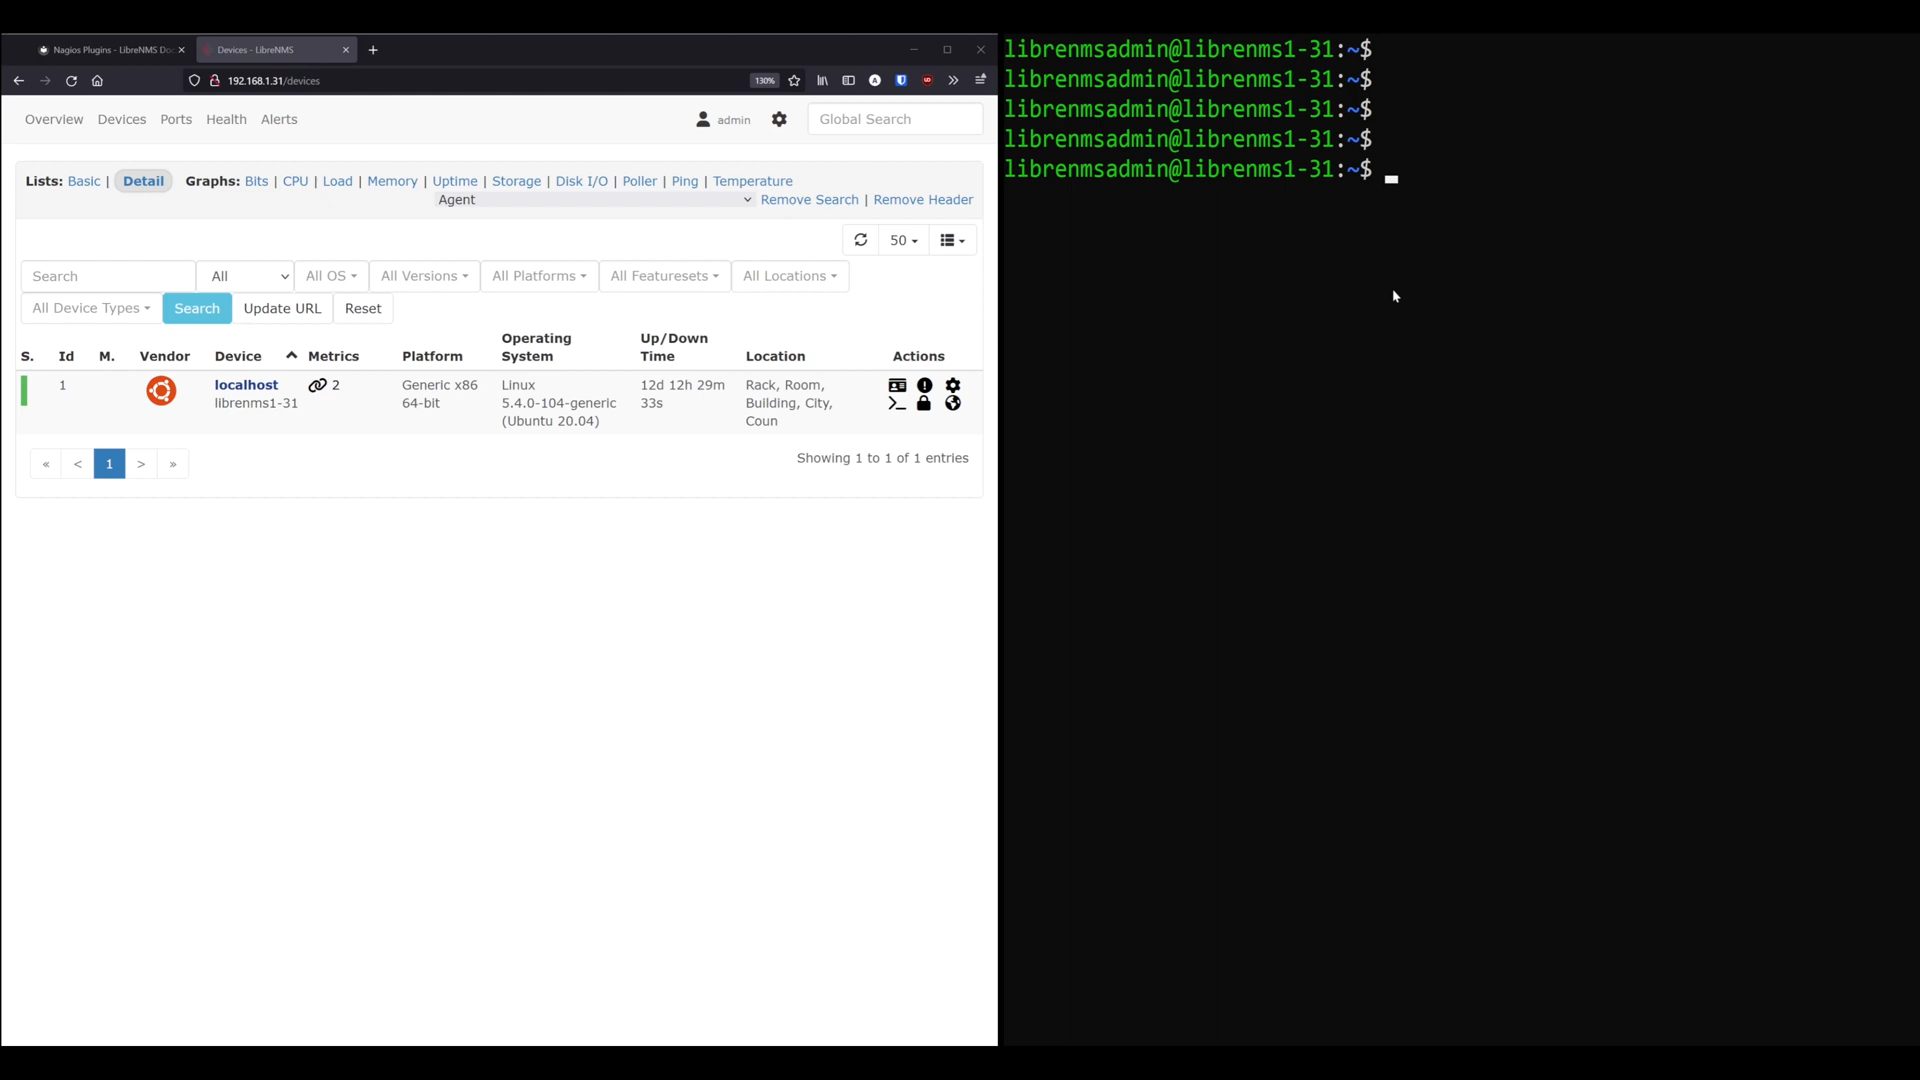 Nagios Plugins - LibreNMS Doc
Devices - LibreNMS
192.168.1.31/devices
130%
Overview Devices Ports Health Alerts
admin
Global Search
Lists: Basic | Detail Graphs: Bits | CPU | Load | Memory | Uptime | Storage | Disk I/O | Poller | Ping | Temperature
Agent
Remove Search | Remove Header
50
Search
All
All OS
All Versions
All Platforms
All Featuresets
All Locations
All Device Types
Search
Update URL
Reset
S. Id M. Vendor Device Metrics Platform Operating System Up/Down Time Location Actions
1
localhost
librenms1-31
2
Generic x86
64-bit
Linux
5.4.0-104-generic
(Ubuntu 20.04)
12d 12h 29m
33s
Rack, Room,
Building, City,
Coun
« < 1 > »
Showing 1 to 1 of 1 entries
librenmsadmin@librenms1-31:~$
librenmsadmin@librenms1-31:~$
librenmsadmin@librenms1-31:~$
librenmsadmin@librenms1-31:~$
librenmsadmin@librenms1-31:~$